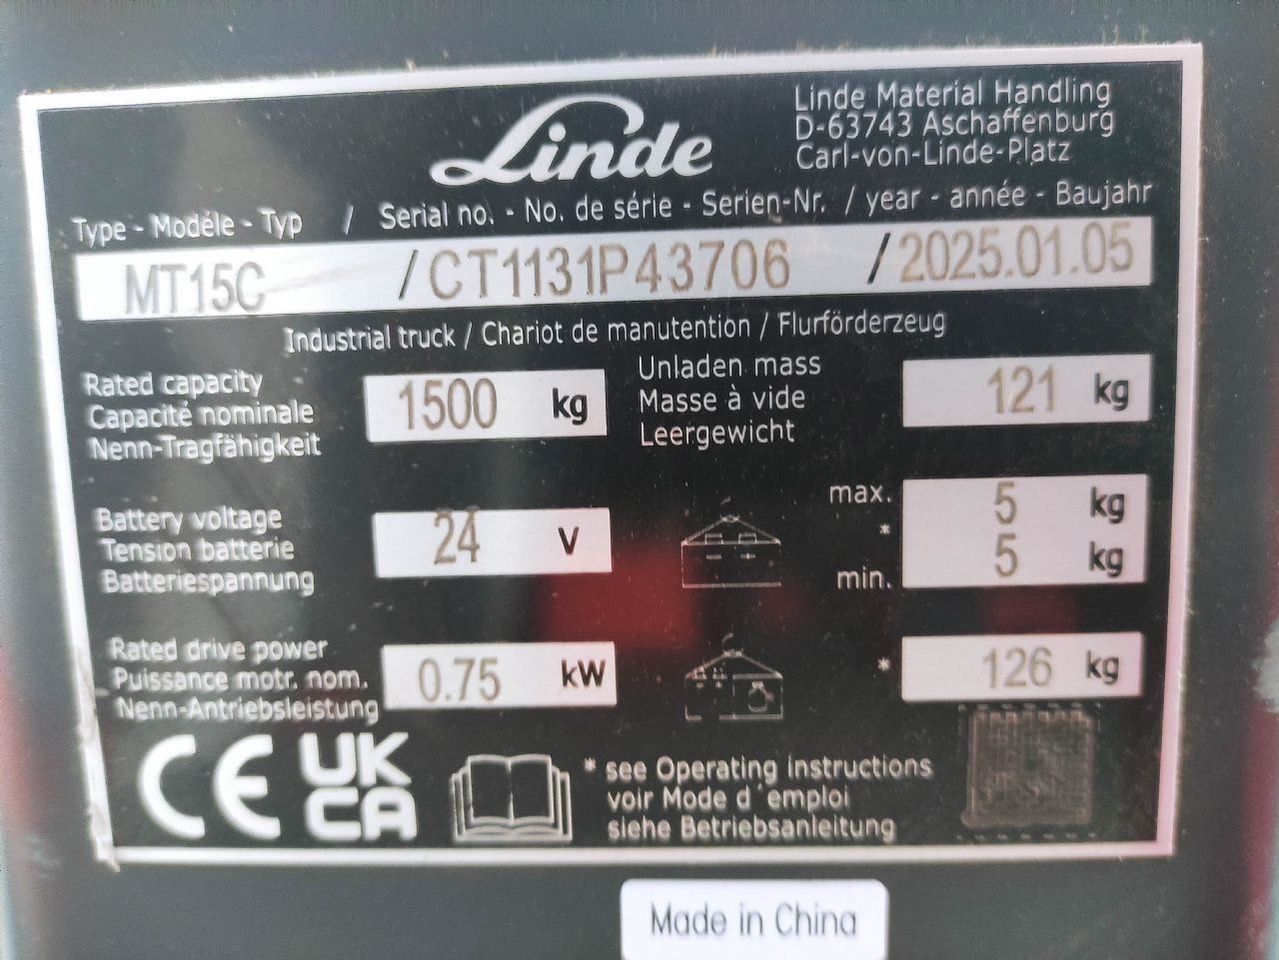 Linde
Linde Material Handling
D-63743 Aschaffenburg
Carl-von-Linde-Platz
Type - Modéle - Typ / Serial no. - No. de série - Serien-Nr. / year - année - Baujahr
MT15C / CT1131P43706 / 2025.01.05
Industrial truck / Chariot de manutention / Flurförderzeug
Rated capacity
Capacité nominale
Nenn-Tragfähigkeit
1500 kg
Unladen mass
Masse à vide
Leergewicht
121 kg
Battery voltage
Tension batterie
Batteriespannung
24 V
max. 5 kg
*
min. 5 kg
Rated drive power
Puissance motr. nom.
Nenn-Antriebsleistung
0.75 kW
* 126 kg
CE
UK
CA
* see Operating instructions
voir Mode d´emploi
siehe Betriebsanleitung
Made in China